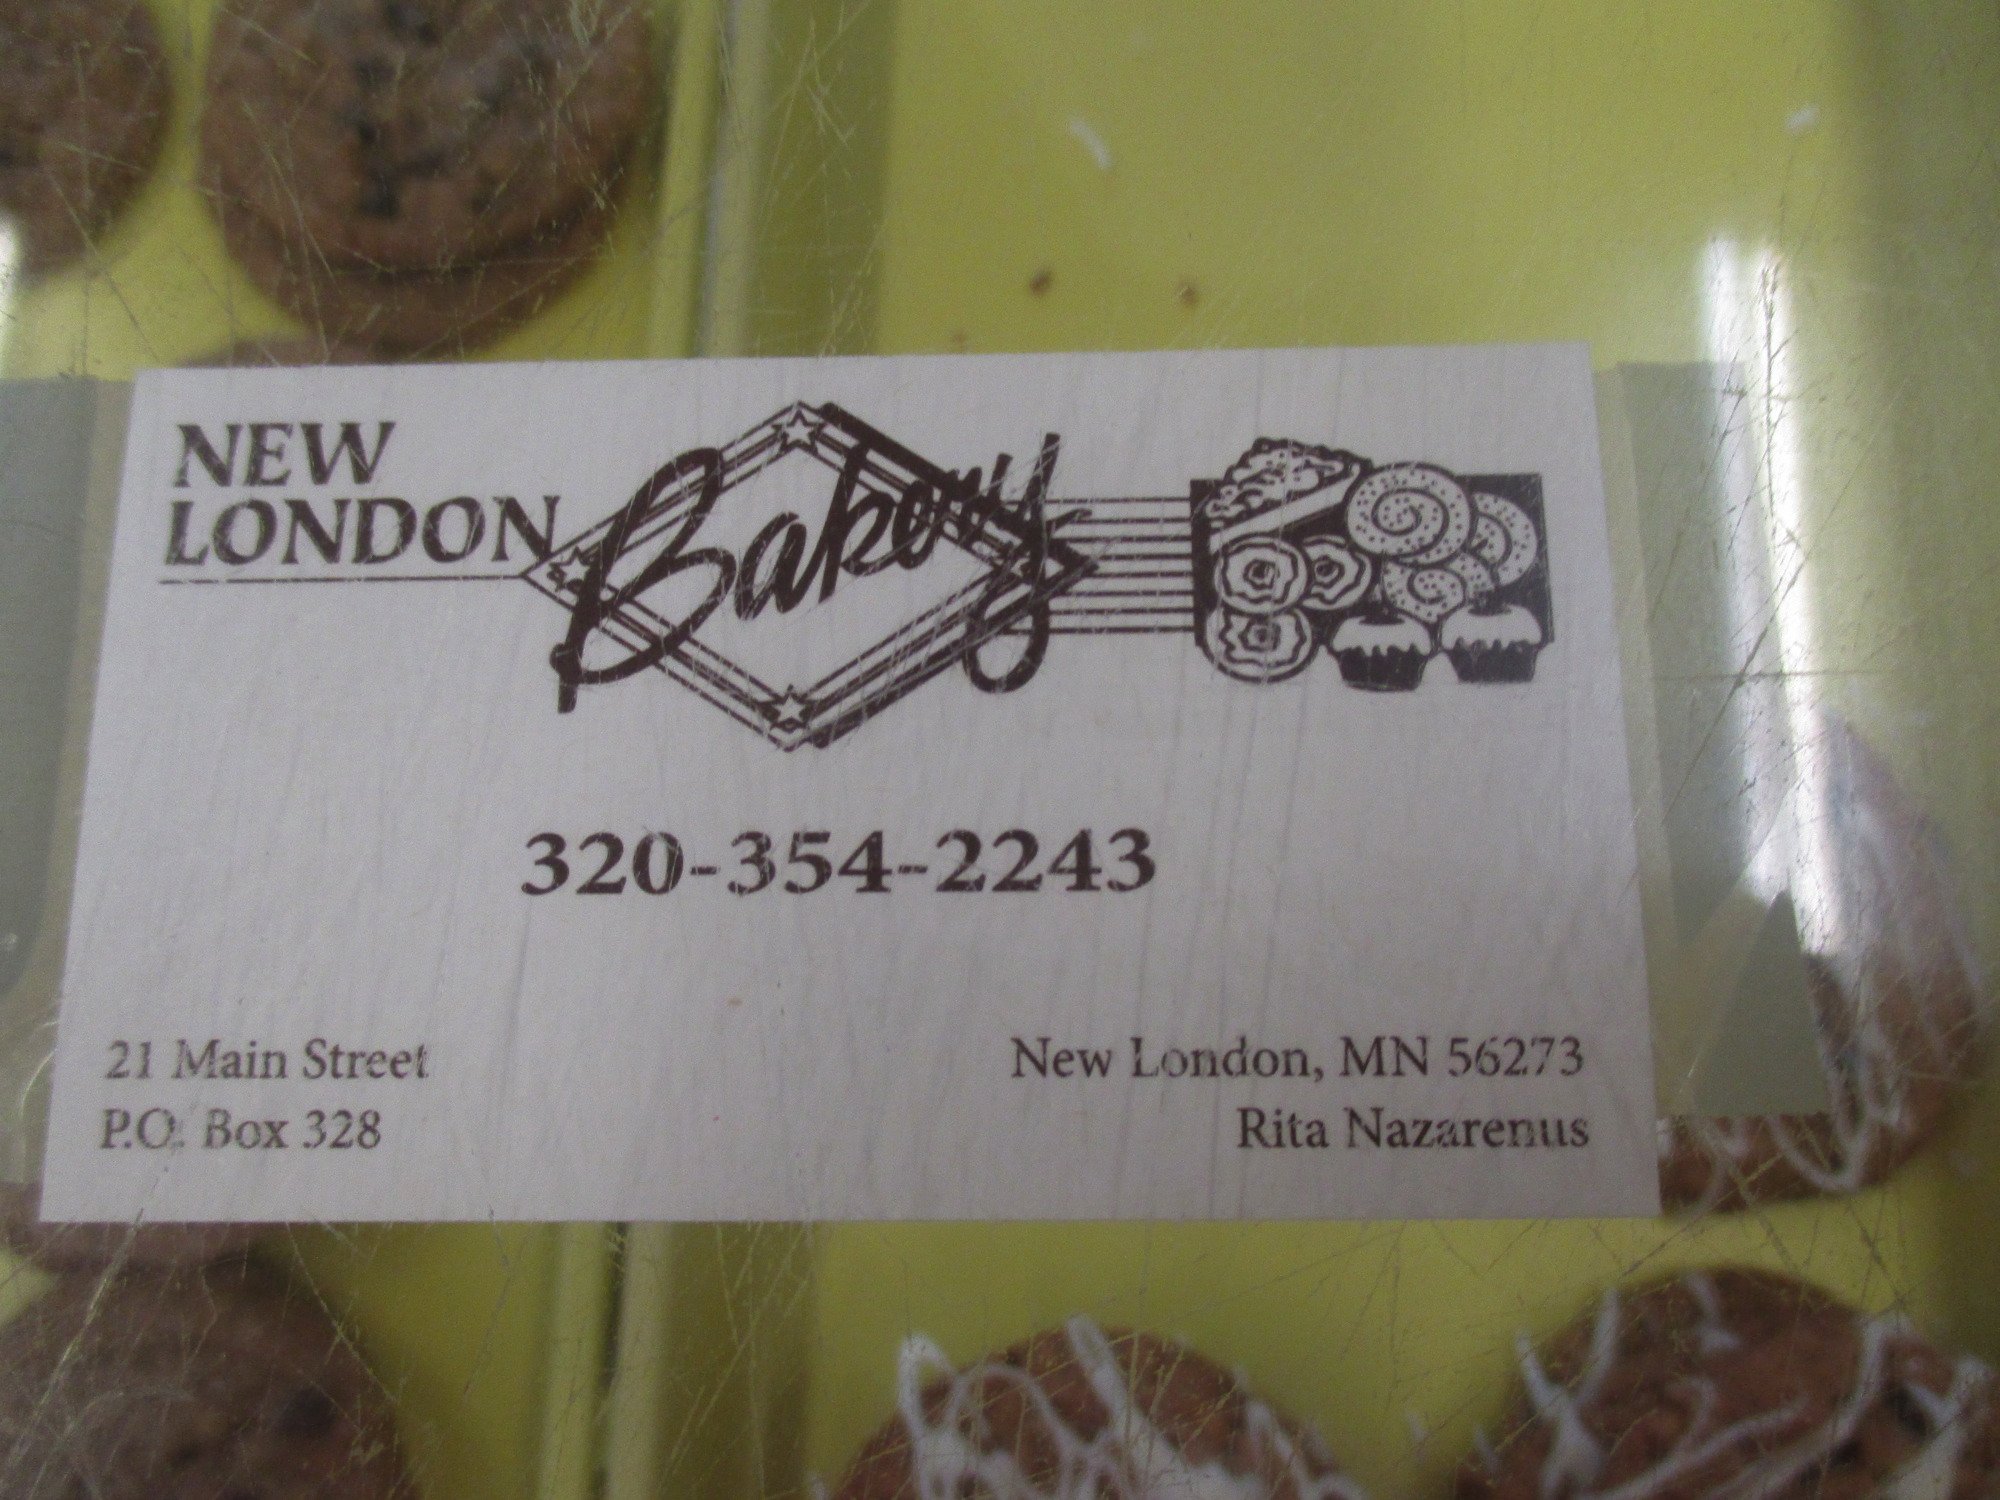 NEW
LONDON
Bakery
320-354-2243
21 Main Street
P.O. Box 328
New London, MN 56273
Rita Nazarenus